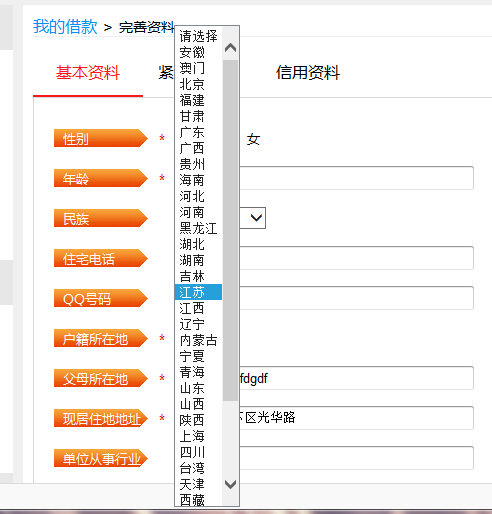 我的借款 > 完善资料
基本资料 紧 信用资料
性别 * 女
年龄 *
民族
住宅电话
QQ号码
户籍所在地 *
父母所在地 * fdgdf
现居住地地址 * 区光华路
单位从事行业
请选择
安徽
澳门
北京
福建
甘肃
广东
广西
贵州
海南
河北
河南
黑龙江
湖北
湖南
吉林
江苏
江西
辽宁
内蒙古
宁夏
青海
山东
山西
陕西
上海
四川
台湾
天津
西藏